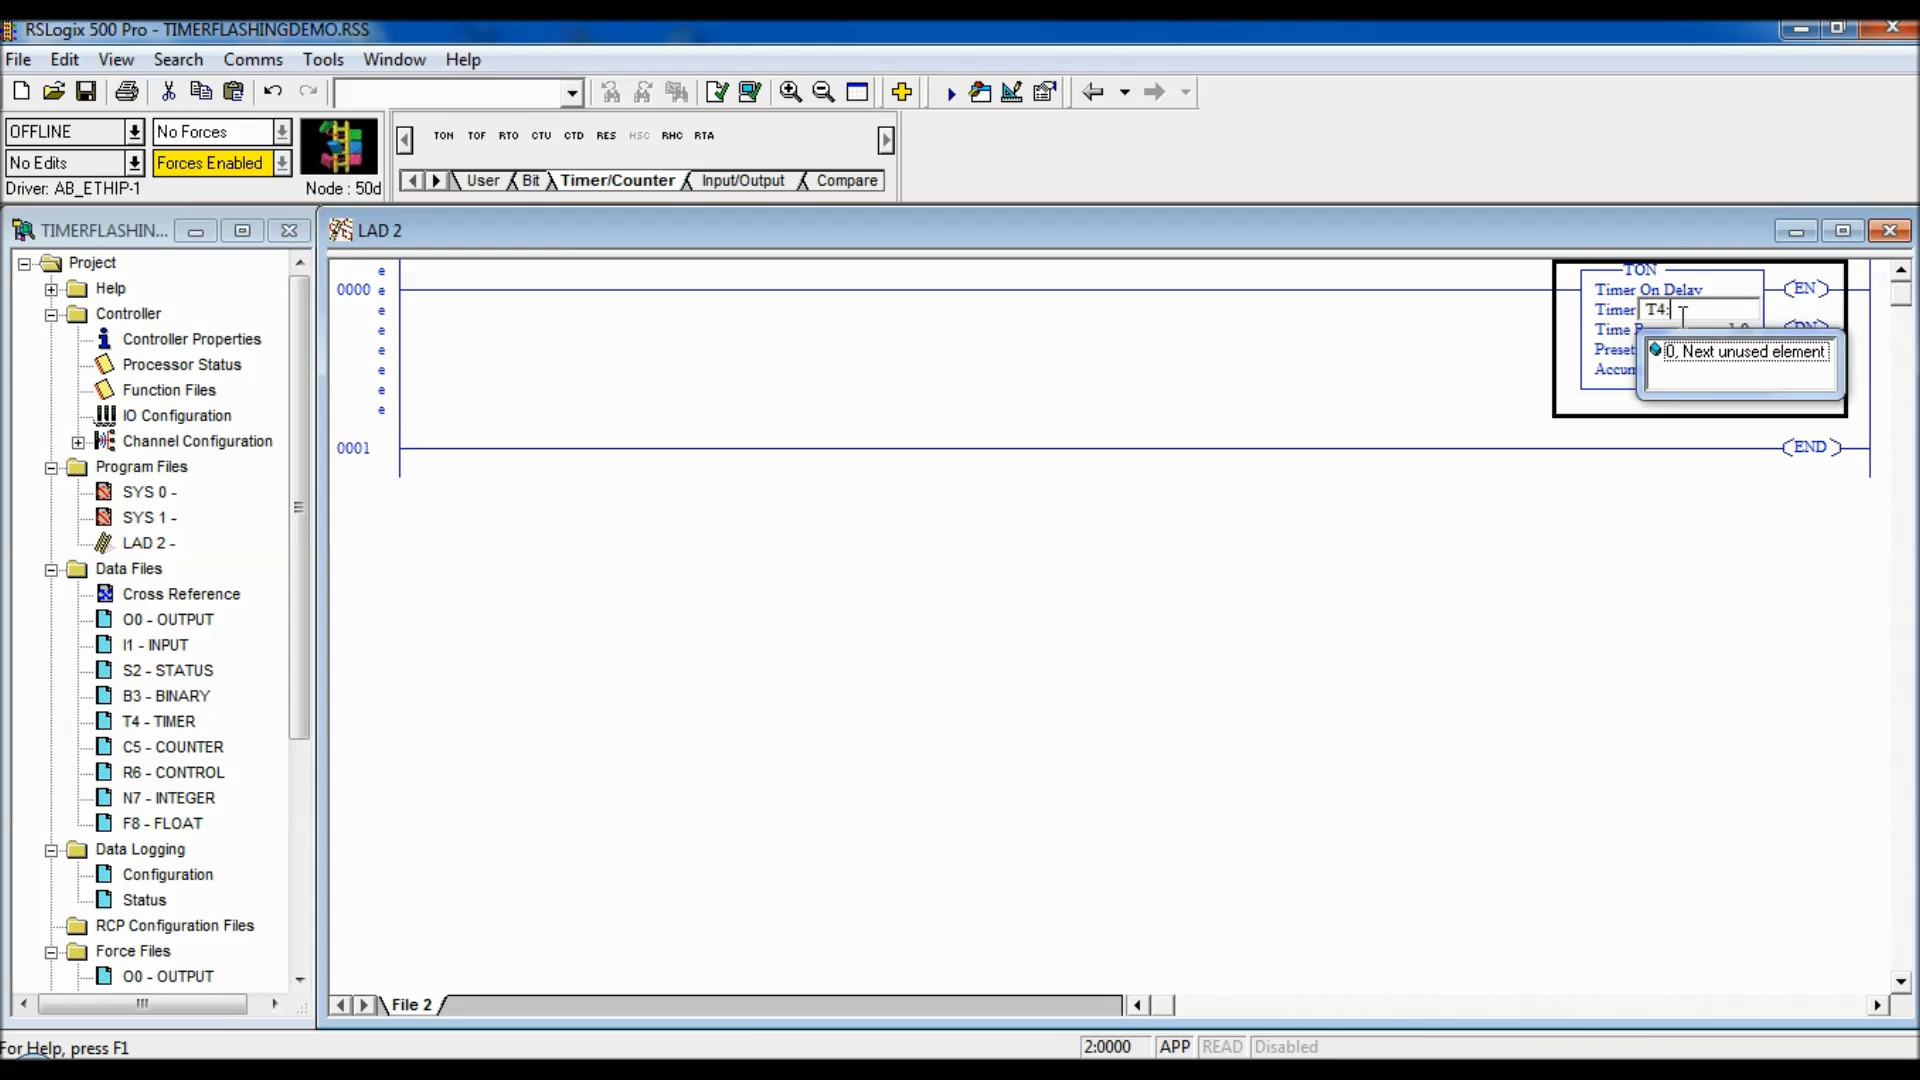 RSLogix 500 Pro - TIMERFLASHINGDEMO.RSS
File Edit View Search Comms Tools Window Help
OFFLINE No Forces
No Edits Forces Enabled
Driver: AB_ETHIP-1 Node : 50d
TON TOF RTO CTU CTD RES HSC RHC RTA
User Bit Timer/Counter Input/Output Compare
TIMERFLASHIN...
Project
Help
Controller
Controller Properties
Processor Status
Function Files
IO Configuration
Channel Configuration
Program Files
SYS 0 -
SYS 1 -
LAD 2 -
Data Files
Cross Reference
O0 - OUTPUT
I1 - INPUT
S2 - STATUS
B3 - BINARY
T4 - TIMER
C5 - COUNTER
R6 - CONTROL
N7 - INTEGER
F8 - FLOAT
Data Logging
Configuration
Status
RCP Configuration Files
Force Files
O0 - OUTPUT
LAD 2
0000
e
e
e
e
e
e
e
e
TON
Timer On Delay
Timer T4:
EN
Preset
0, Next unused element
0001
END
File 2
For Help, press F1
2:0000 APP READ Disabled